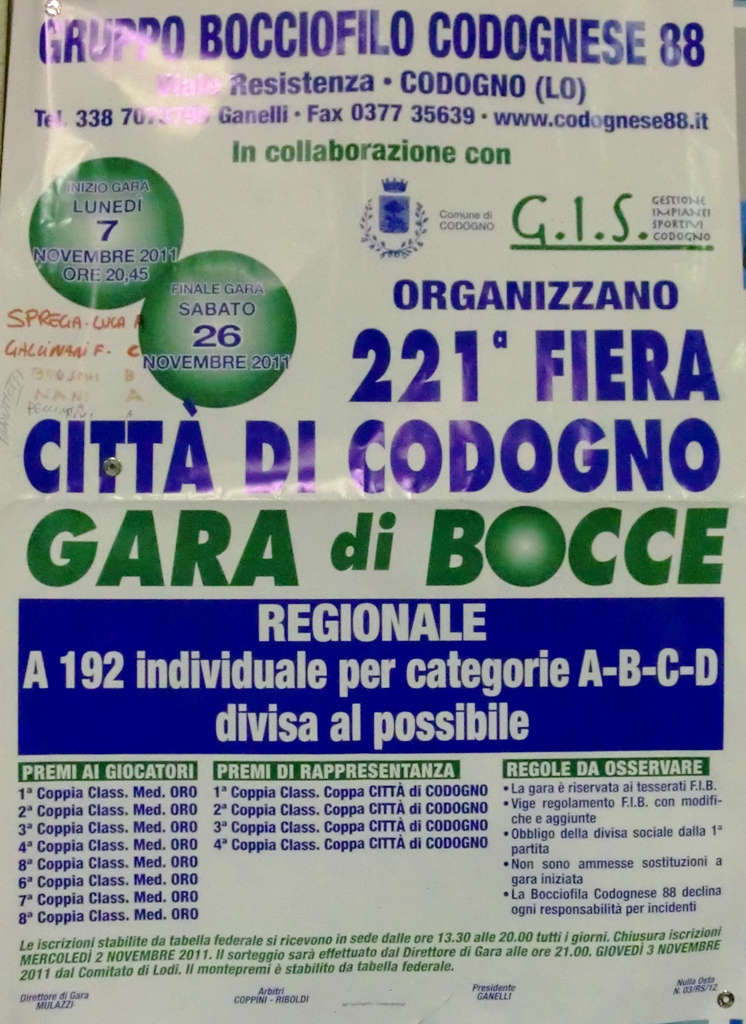 GRUPPO BOCCIOFILO CODOGNESE 88
Viale Resistenza • CODOGNO (LO)
Tel. 338 Ganelli • Fax 0377 35639 • www.codognese88.it
In collaborazione con
INIZIO GARA
LUNEDI
7
NOVEMBRE 2011
ORE 20,45
FINALE GARA
SABATO
26
NOVEMBRE 2011
Comune di
CODOGNO
G.I.S.
GESTIONE
IMPIANTI
SPORTIVI
CODOGNO
SPRECIA LUCA A
F. C
B
NANI A
ORGANIZZANO
221ª FIERA
CITTÀ DI CODOGNO
GARA di BOCCE
REGIONALE
A 192 individuale per categorie A-B-C-D
divisa al possibile
PREMI AI GIOCATORI
1ª Coppia Class. Med. ORO
2ª Coppia Class. Med. ORO
3ª Coppia Class. Med. ORO
4ª Coppia Class. Med. ORO
8ª Coppia Class. Med. ORO
6ª Coppia Class. Med. ORO
7ª Coppia Class. Med. ORO
8ª Coppia Class. Med. ORO
PREMI DI RAPPRESENTANZA
1ª Coppia Class. Coppa CITTÀ di CODOGNO
2ª Coppia Class. Coppa CITTÀ di CODOGNO
3ª Coppia Class. Coppa CITTÀ di CODOGNO
4ª Coppia Class. Coppa CITTÀ di CODOGNO
REGOLE DA OSSERVARE
• La gara è riservata ai tesserati F.I.B.
• Vige regolamento F.I.B. con modifi-
che e aggiunte
• Obbligo della divisa sociale dalla 1ª
partita
• Non sono ammesse sostituzioni a
gara iniziata
• La Bocciofila Codognese 88 declina
ogni responsabilità per incidenti
Le iscrizioni stabilite da tabella federale si ricevono in sede dalle ore 13.30 alle 20.00 tutti i giorni. Chiusura iscrizioni
MERCOLEDÌ 2 NOVEMBRE 2011. Il sorteggio sarà effettuato dal Direttore di Gara alle ore 21.00. GIOVEDÌ 3 NOVEMBRE
2011 dal Comitato di Lodi. Il montepremi è stabilito da tabella federale.
Direttore di Gara
MULAZZI
Arbitri
COPPINI - RIBOLDI
Presidente
GANELLI
Nulla Osta
N. 03/RS/12